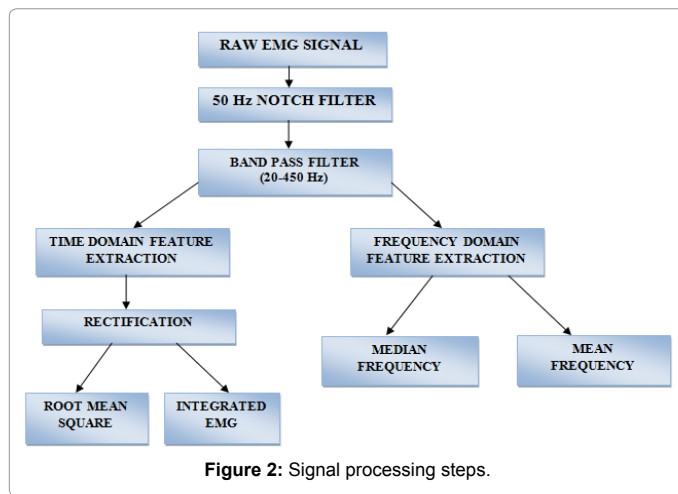 RAW EMG SIGNAL
50 Hz NOTCH FILTER
BAND PASS FILTER
(20-450 Hz)
TIME DOMAIN FEATURE
EXTRACTION
FREQUENCY DOMAIN
FEATURE EXTRACTION
RECTIFICATION
MEDIAN
FREQUENCY
MEAN
FREQUENCY
ROOT MEAN
SQUARE
INTEGRATED
EMG
Figure 2: Signal processing steps.